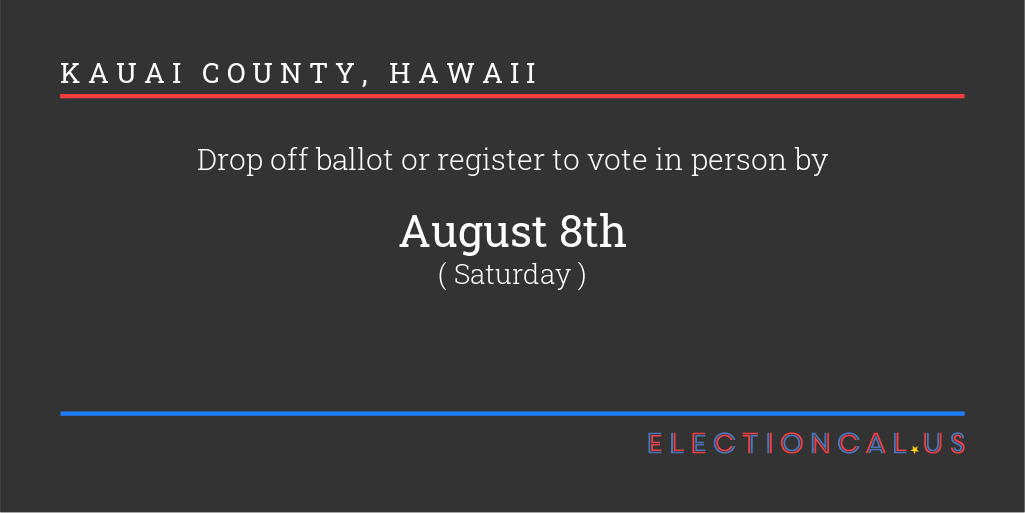 KAUAI COUNTY, HAWAII
Drop off ballot or register to vote in person by
August 8th
( Saturday )
ELECTIONCAL.US